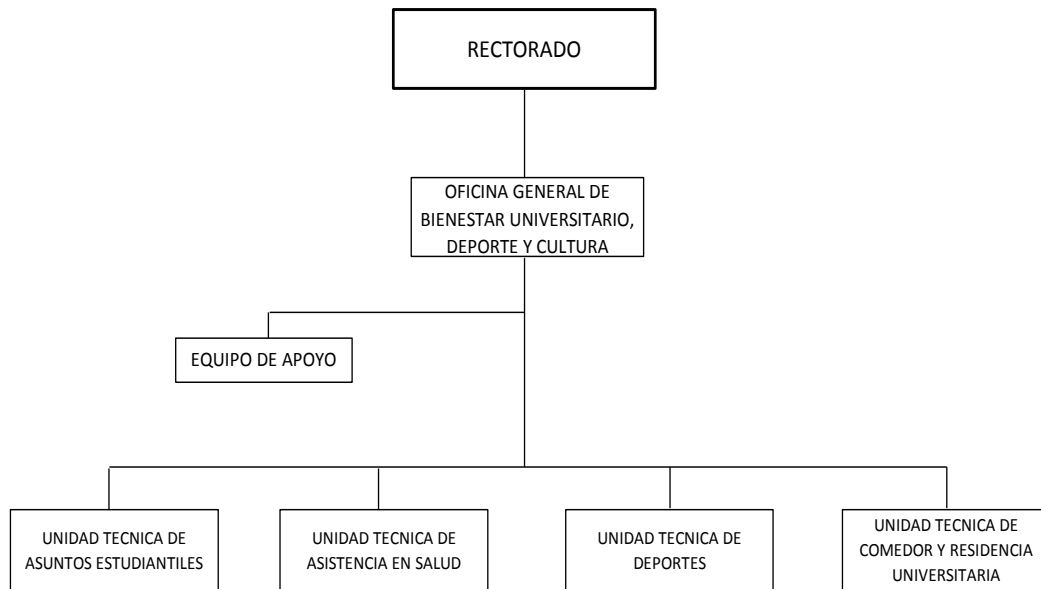 RECTORADO
OFICINA GENERAL DE
BIENESTAR UNIVERSITARIO,
DEPORTE Y CULTURA
EQUIPO DE APOYO
UNIDAD TECNICA DE
ASUNTOS ESTUDIANTILES
UNIDAD TECNICA DE
ASISTENCIA EN SALUD
UNIDAD TECNICA DE
DEPORTES
UNIDAD TECNICA DE
COMEDOR Y RESIDENCIA
UNIVERSITARIA